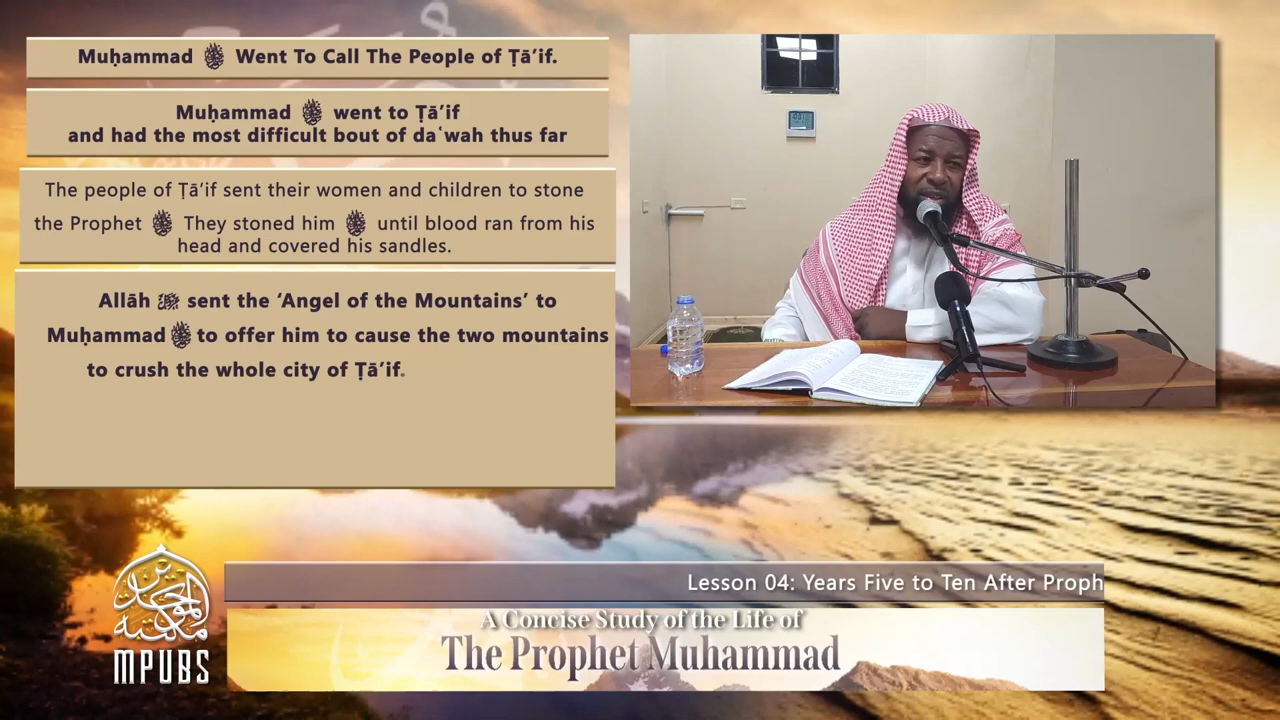 Muḥammad ﷺ Went To Call The People of Ṭā’if.
Muḥammad ﷺ went to Ṭā’if
and had the most difficult bout of daʿwah thus far
The people of Ṭā’if sent their women and children to stone
the Prophet ﷺ They stoned him ﷺ until blood ran from his
head and covered his sandles.
Allāh ﷻ sent the ‘Angel of the Mountains’ to
Muḥammad ﷺ to offer him to cause the two mountains
to crush the whole city of Ṭā’if.
Lesson 04: Years Five to Ten After Proph
A Concise Study of the Life of
The Prophet Muhammad
مكتبة الموحدين
MPUBS